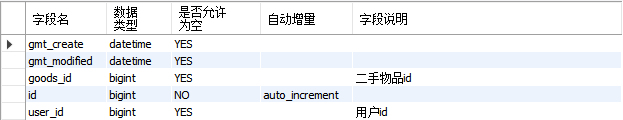 字段名 数据类型 是否允许为空 自动增量 字段说明
gmt_create datetime YES
gmt_modified datetime YES
goods_id bigint YES 二手物品id
id bigint NO auto_increment
user_id bigint YES 用户id